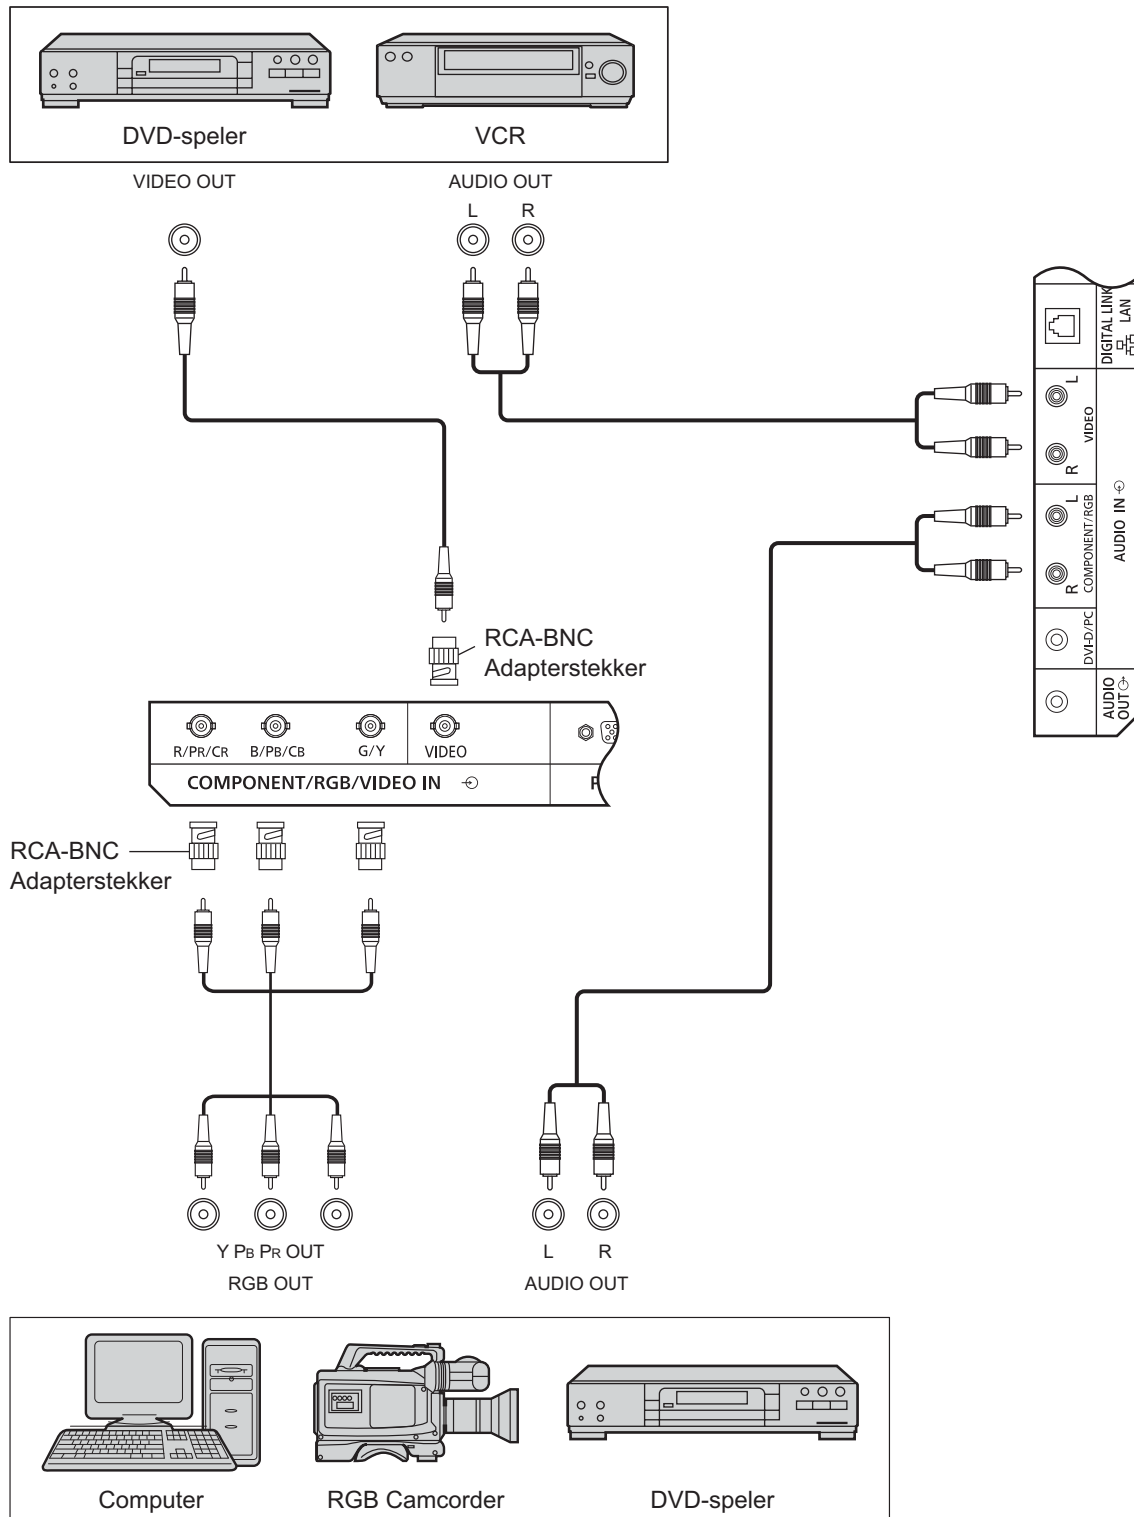 DVD-speler
VCR
VIDEO OUT
AUDIO OUT
L
R
DIGITAL LINK
LAN
L
VIDEO
R
L
COMPONENT/RGB
R
AUDIO IN
DVI-D/PC
AUDIO
OUT
RCA-BNC
Adapterstekker
R/PR/CR
B/PB/CB
G/Y
VIDEO
COMPONENT/RGB/VIDEO IN
RCA-BNC
Adapterstekker
Y PB PR OUT
RGB OUT
L
R
AUDIO OUT
Computer
RGB Camcorder
DVD-speler